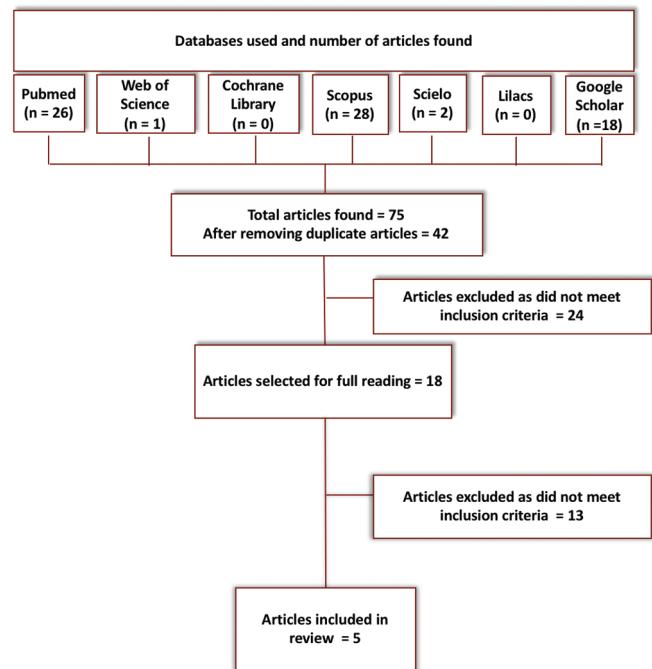 Databases used and number of articles found
Pubmed
(n = 26)
Web of
Science
(n = 1)
Cochrane
Library
(n = 0)
Scopus
(n = 28)
Scielo
(n = 2)
Lilacs
(n = 0)
Google
Scholar
(n =18)
Total articles found = 75
After removing duplicate articles = 42
Articles excluded as did not meet
inclusion criteria = 24
Articles selected for full reading = 18
Articles excluded as did not meet
inclusion criteria = 13
Articles included in
review = 5